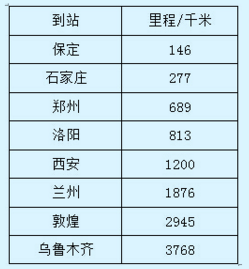 到站 里程/千米
保定 146
石家庄 277
郑州 689
洛阳 813
西安 1200
兰州 1876
敦煌 2945
乌鲁木齐 3768